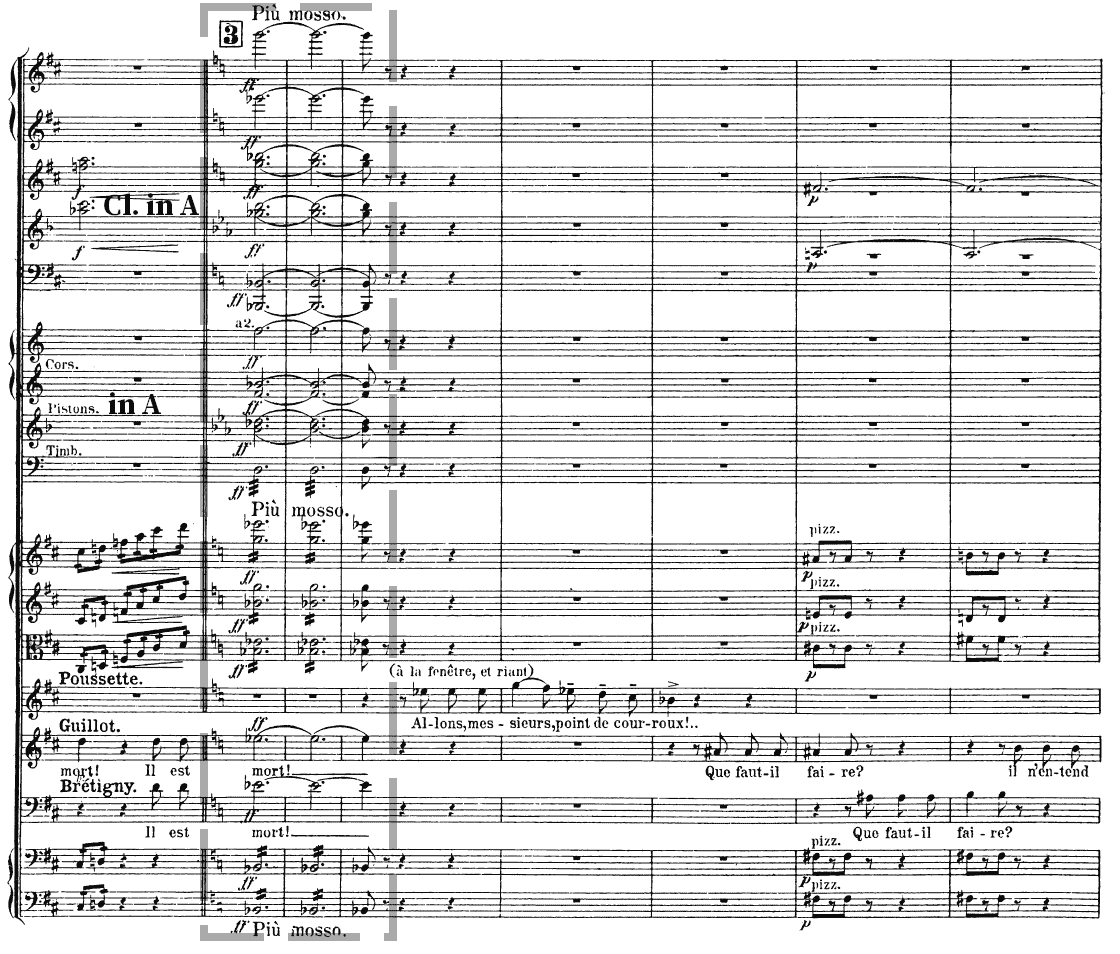 Più mosso.
3
ff
ff
f
ff
p
Cl. in A
f
ff
p
ff
a 2.
ff
Cors.
ff
Pistons. in A
ff
Timb.
ff
Più mosso.
pizz.
ff
p
pizz.
ff
p
pizz.
ff
p
(à la fenêtre, et riant)
Poussette.
Al-lons, mes - sieurs, point de cour-roux!..
Guillot.
ff
mort! Il est mort! Que faut-il fai - re? il n'en-tend
Brétigny.
ff
Il est mort! Que faut-il fai - re?
pizz.
ff
p
pizz.
ff
p
Più mosso.